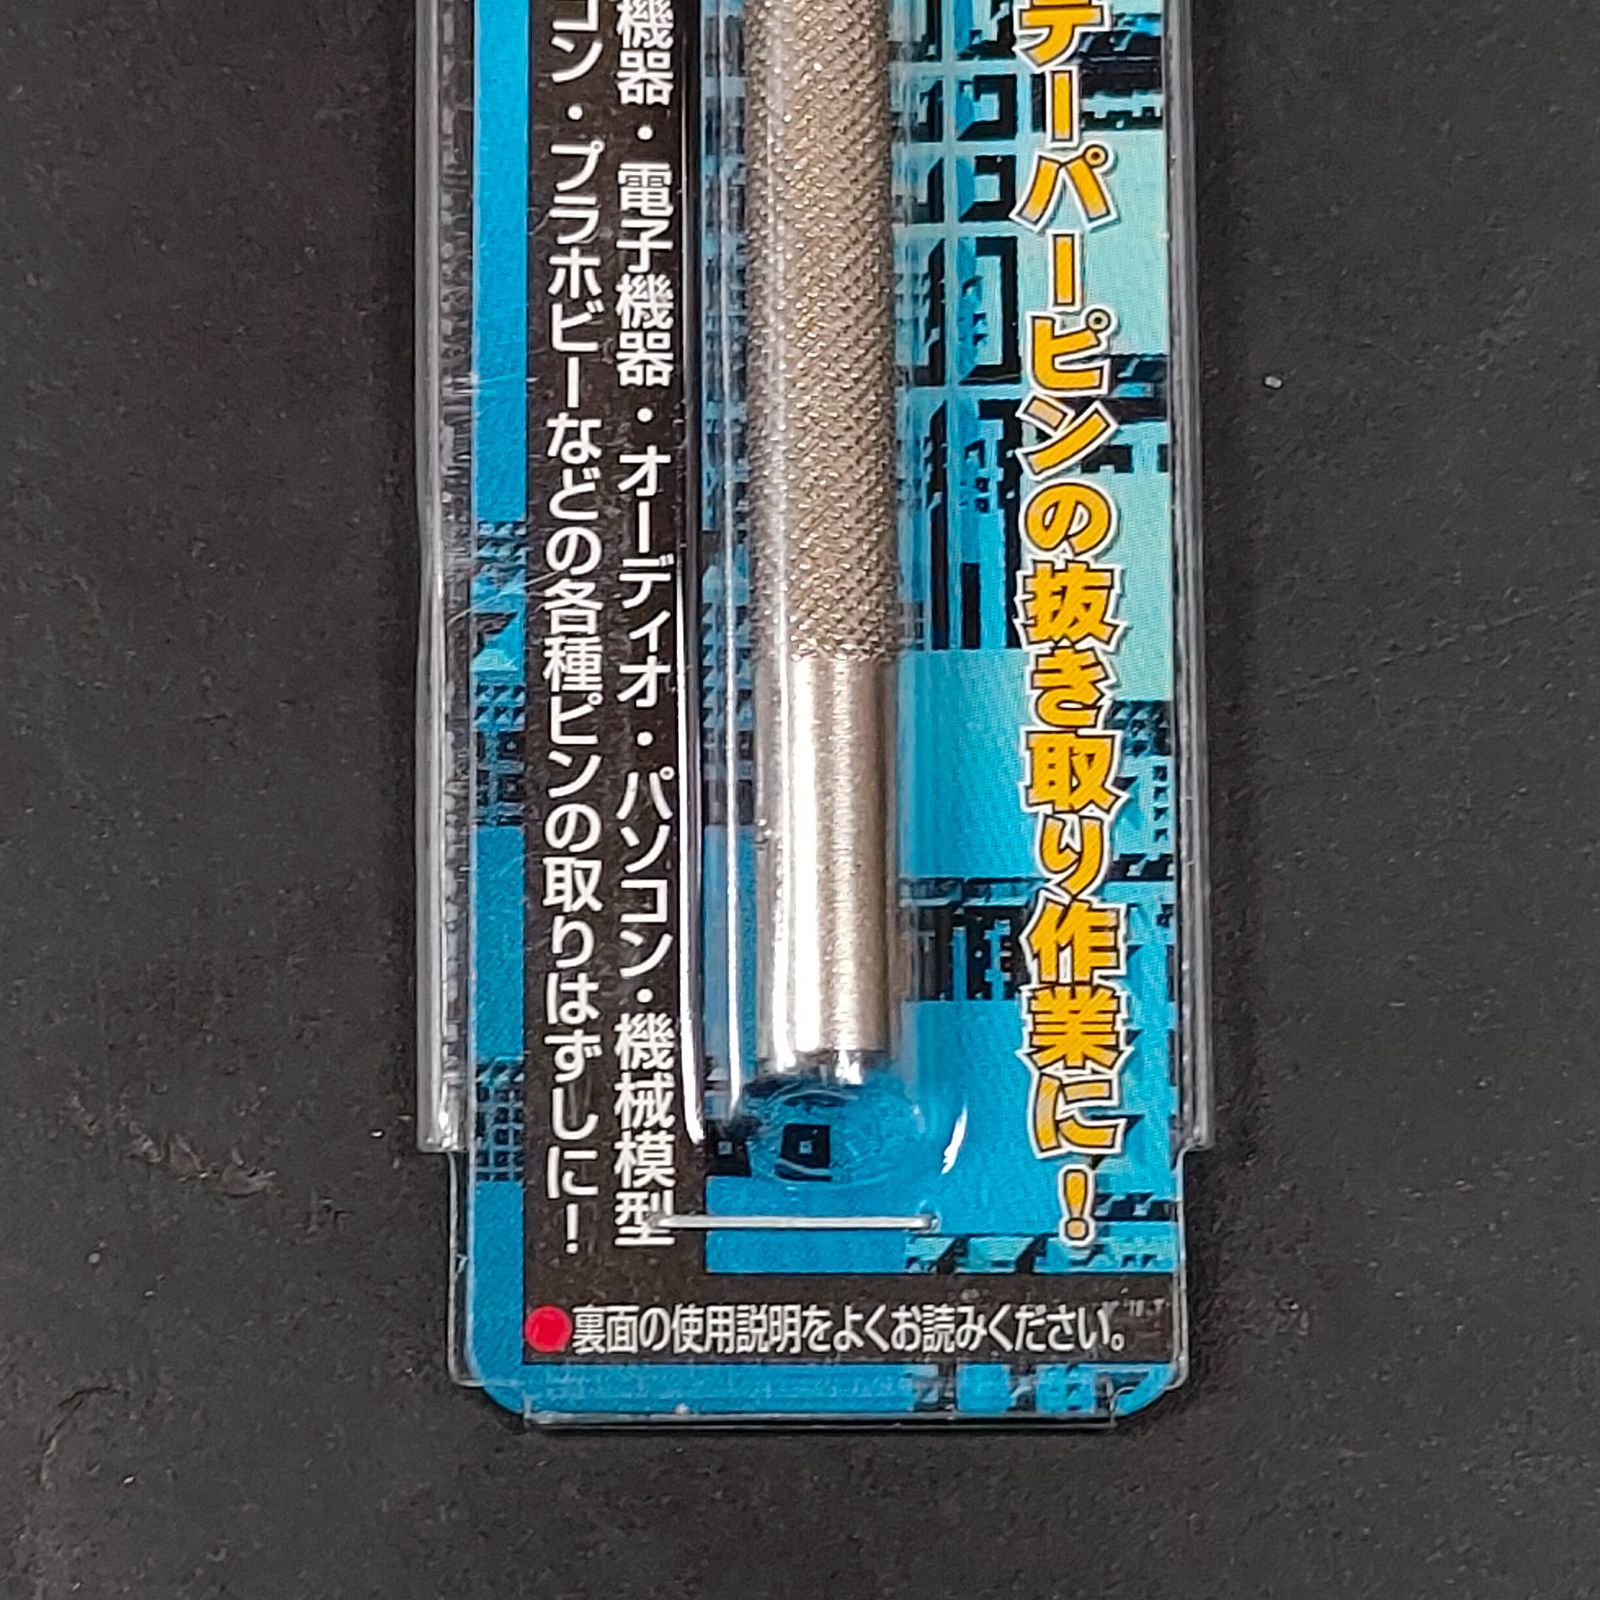 テーパーピンの抜き取り作業に!
機器・電子機器・オーディオ・パソコン・機械模型
コン・プラホビーなどの各種ピンの取りはずしに!
●裏面の使用説明をよくお読みください。